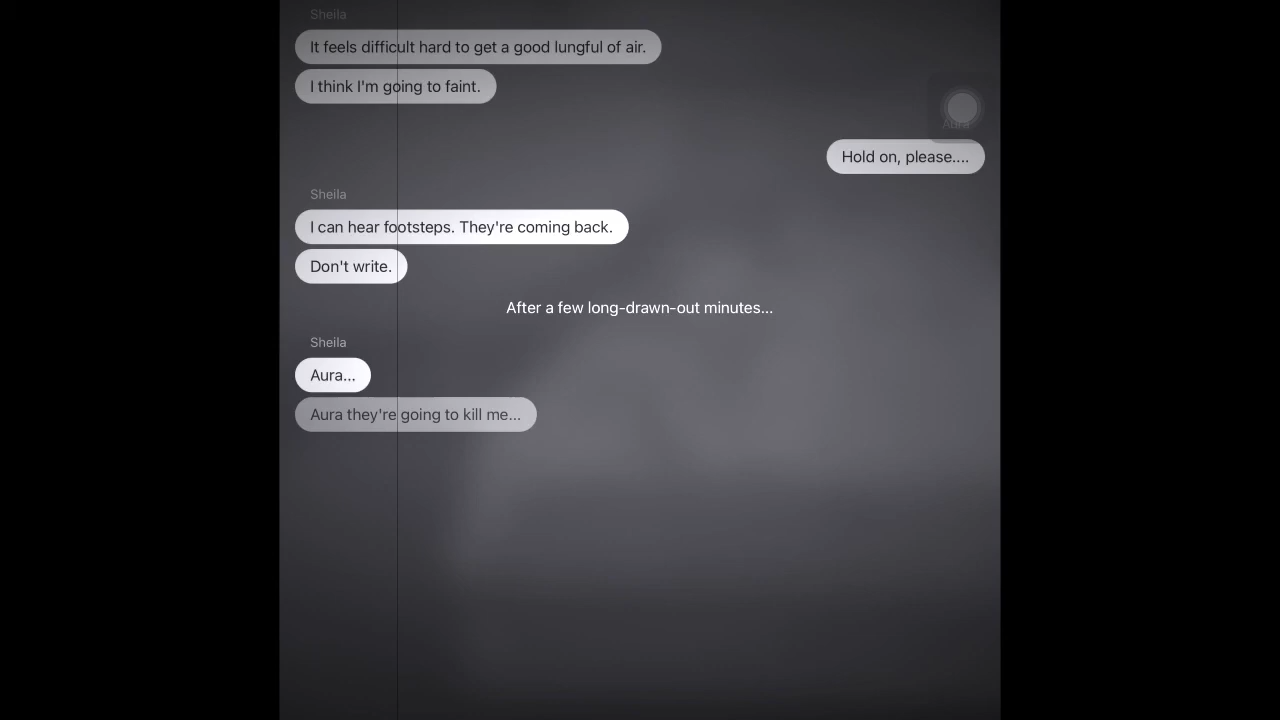 Sheila
It feels difficult hard to get a good lungful of air.
I think I'm going to faint.
Aura
Hold on, please....
Sheila
I can hear footsteps. They're coming back.
Don't write.
After a few long-drawn-out minutes...
Sheila
Aura...
Aura they're going to kill me...